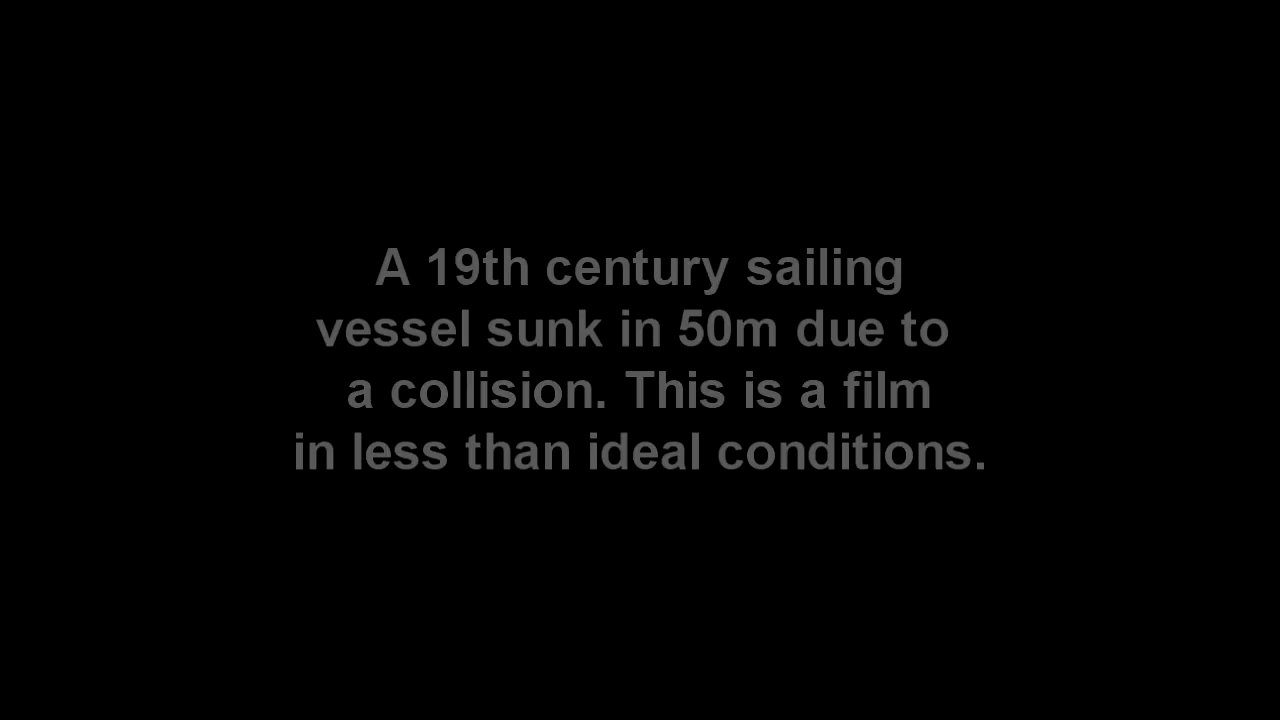 A 19th century sailing
vessel sunk in 50m due to
a collision. This is a film
in less than ideal conditions.